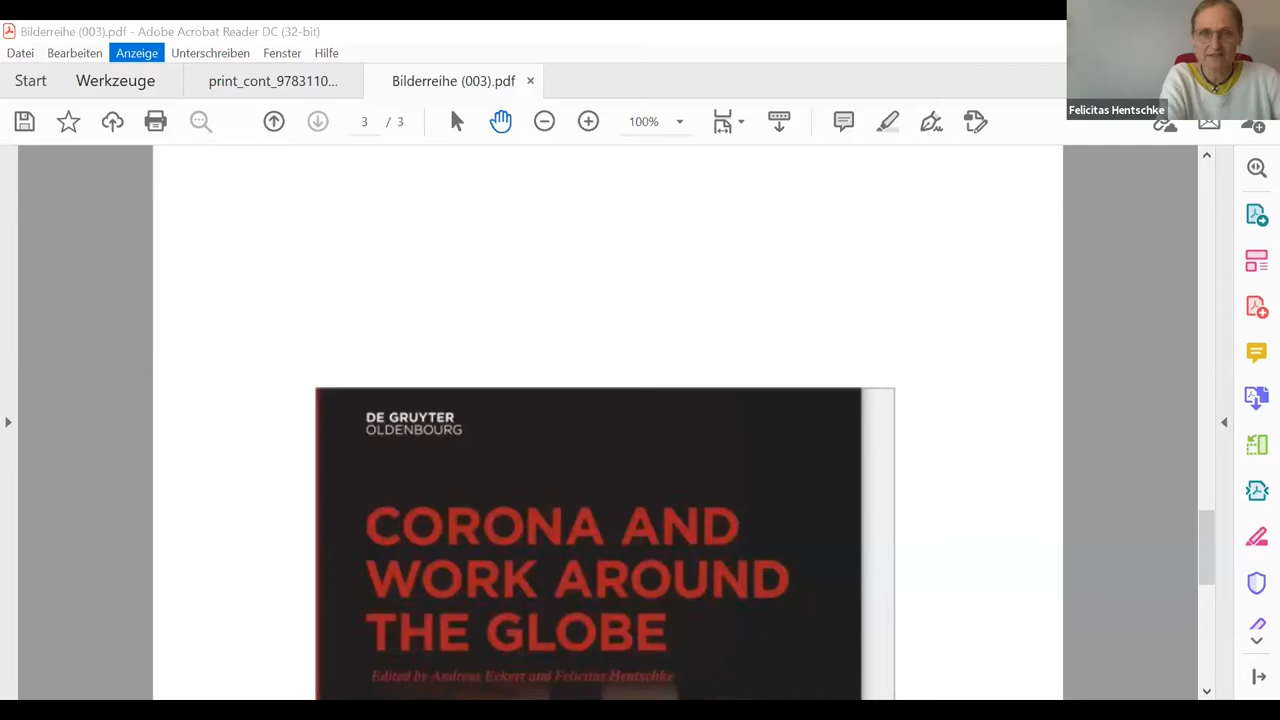 Bilderreihe (003).pdf - Adobe Acrobat Reader DC (32-bit)
Datei Bearbeiten Anzeige Unterschreiben Fenster Hilfe
Start Werkzeuge print_cont_9783110... Bilderreihe (003).pdf ×
3 / 3 100%
Felicitas Hentschke
DE GRUYTER
OLDENBOURG
CORONA AND
WORK AROUND
THE GLOBE
Edited by Andreas Eckert and Felicitas Hentschke